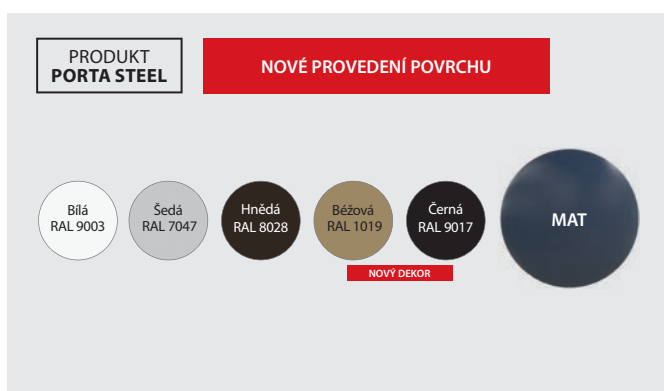 PRODUKT
PORTA STEEL
NOVÉ PROVEDENÍ POVRCHU
Bílá
RAL 9003
Šedá
RAL 7047
Hnědá
RAL 8028
Béžová
RAL 1019
Černá
RAL 9017
MAT
NOVÝ DEKOR